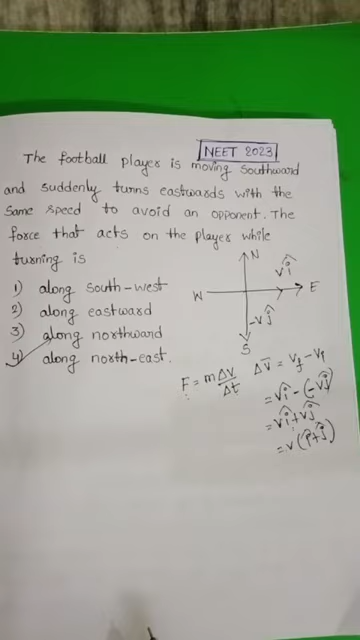 NEET 2023
The football player is moving southward
and suddenly turns eastwards with the
Same speed to avoid an opponent. The
force that acts on the player while
turning is
1) along south-west
2) along eastward
3) along northward
4) along north-east.
N
vî
W
E
-vĵ
S
F = mΔv/Δt
Δv̅ = vf - vi
= vî - (-vĵ)
= vî + vĵ
= v(î+ĵ)